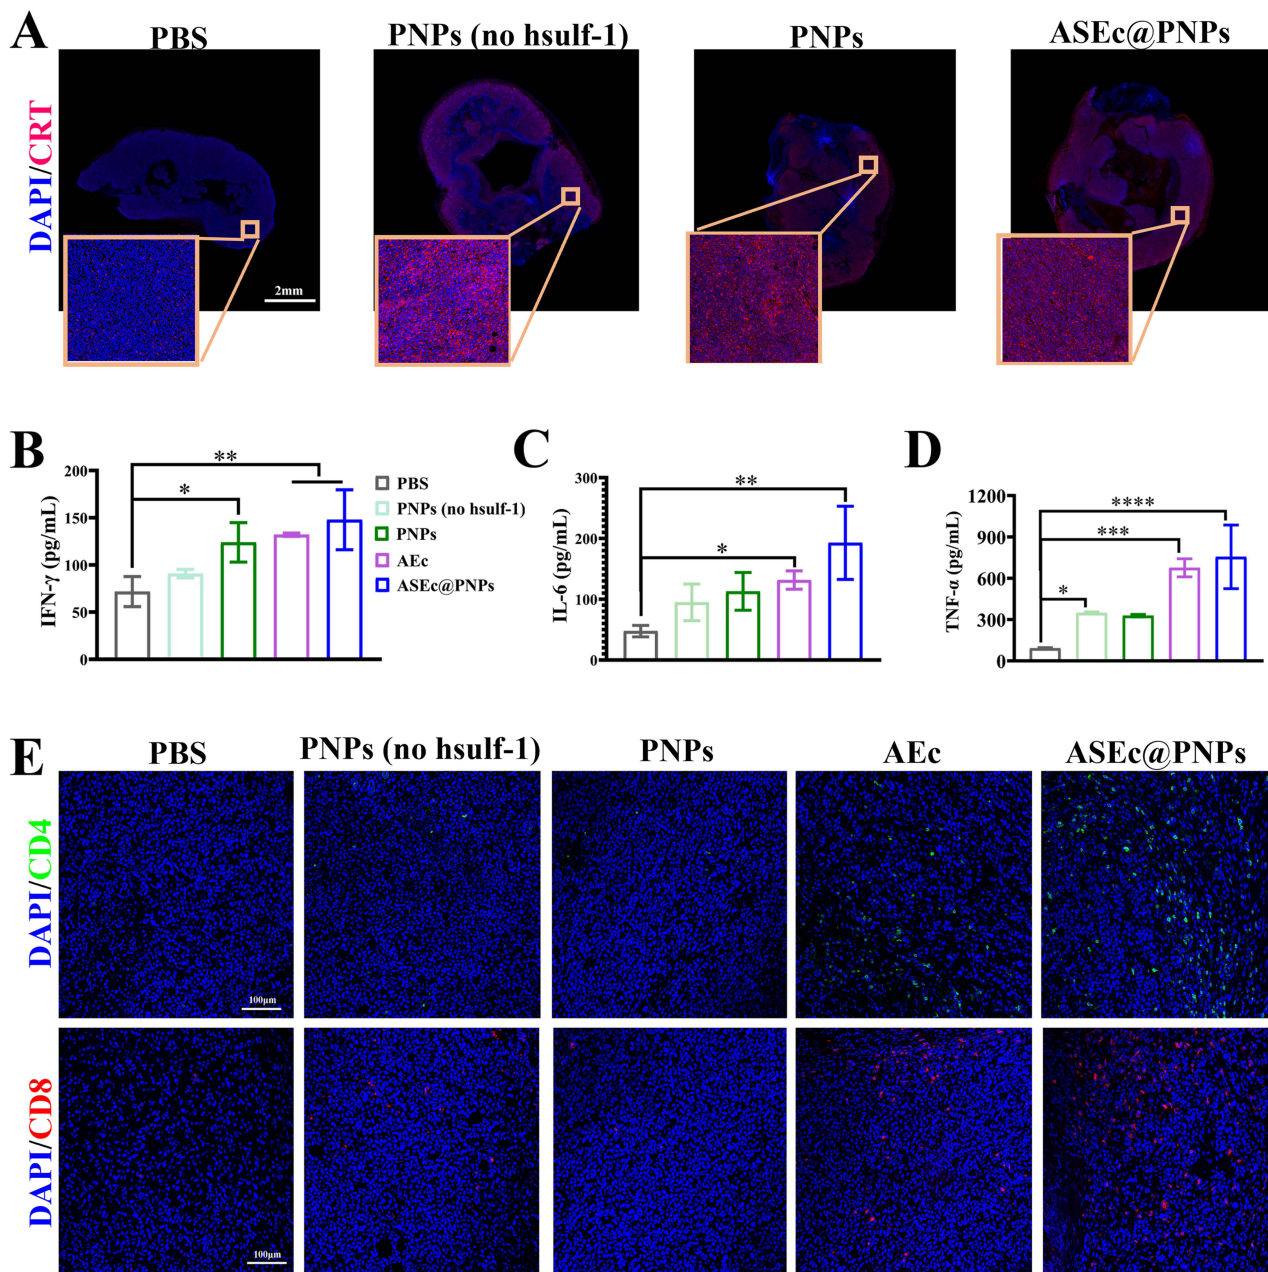 A
PBS
PNPs (no hsulf-1)
PNPs
ASEc@PNPs
DAPI/CRT
2mm
B
IFN-γ (pg/mL)
200
150
100
50
0
*
**
PBS
PNPs (no hsulf-1)
PNPs
AEc
ASEc@PNPs
C
IL-6 (pg/mL)
300
200
100
0
**
*
D
TNF-α (pg/mL)
1200
900
600
300
0
****
***
*
E
PBS
PNPs (no hsulf-1)
PNPs
AEc
ASEc@PNPs
DAPI/CD4
100μm
DAPI/CD8
100μm